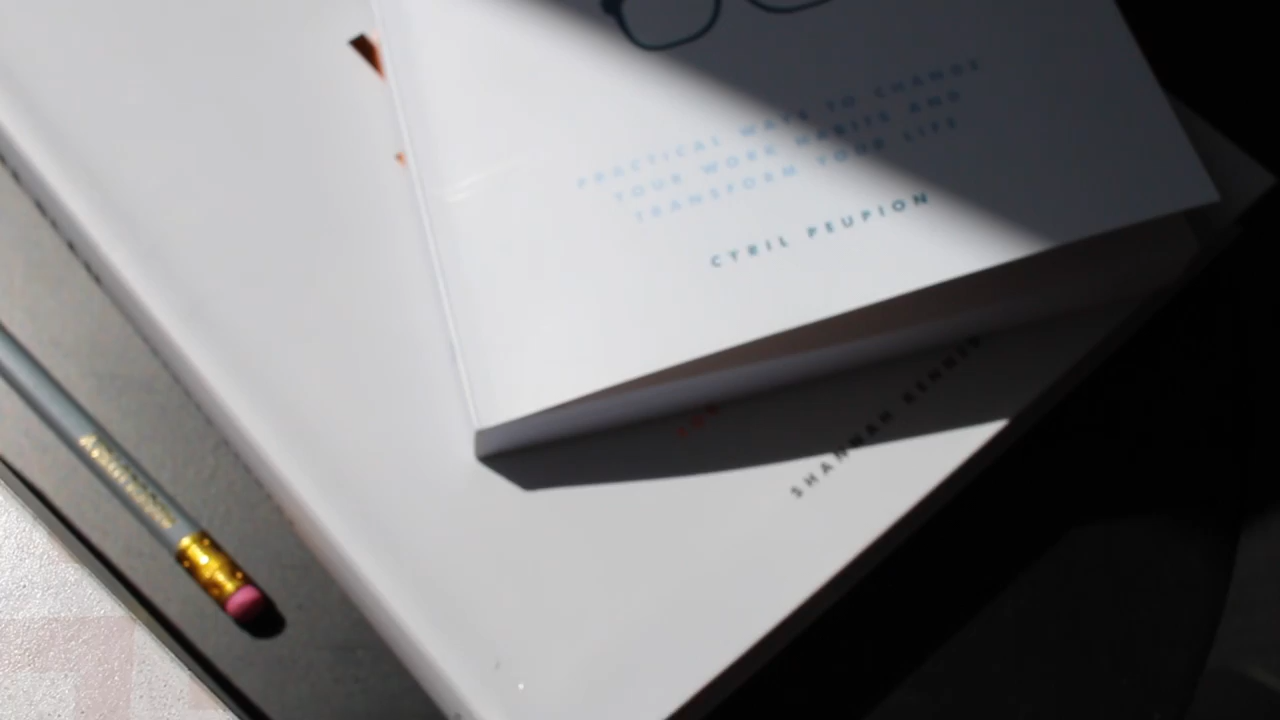 PRACTICAL WAYS TO CHANGE
YOUR WORK HABITS AND
TRANSFORM YOUR LIFE
CYRIL PEUPION
SHANNAH KENNEDY